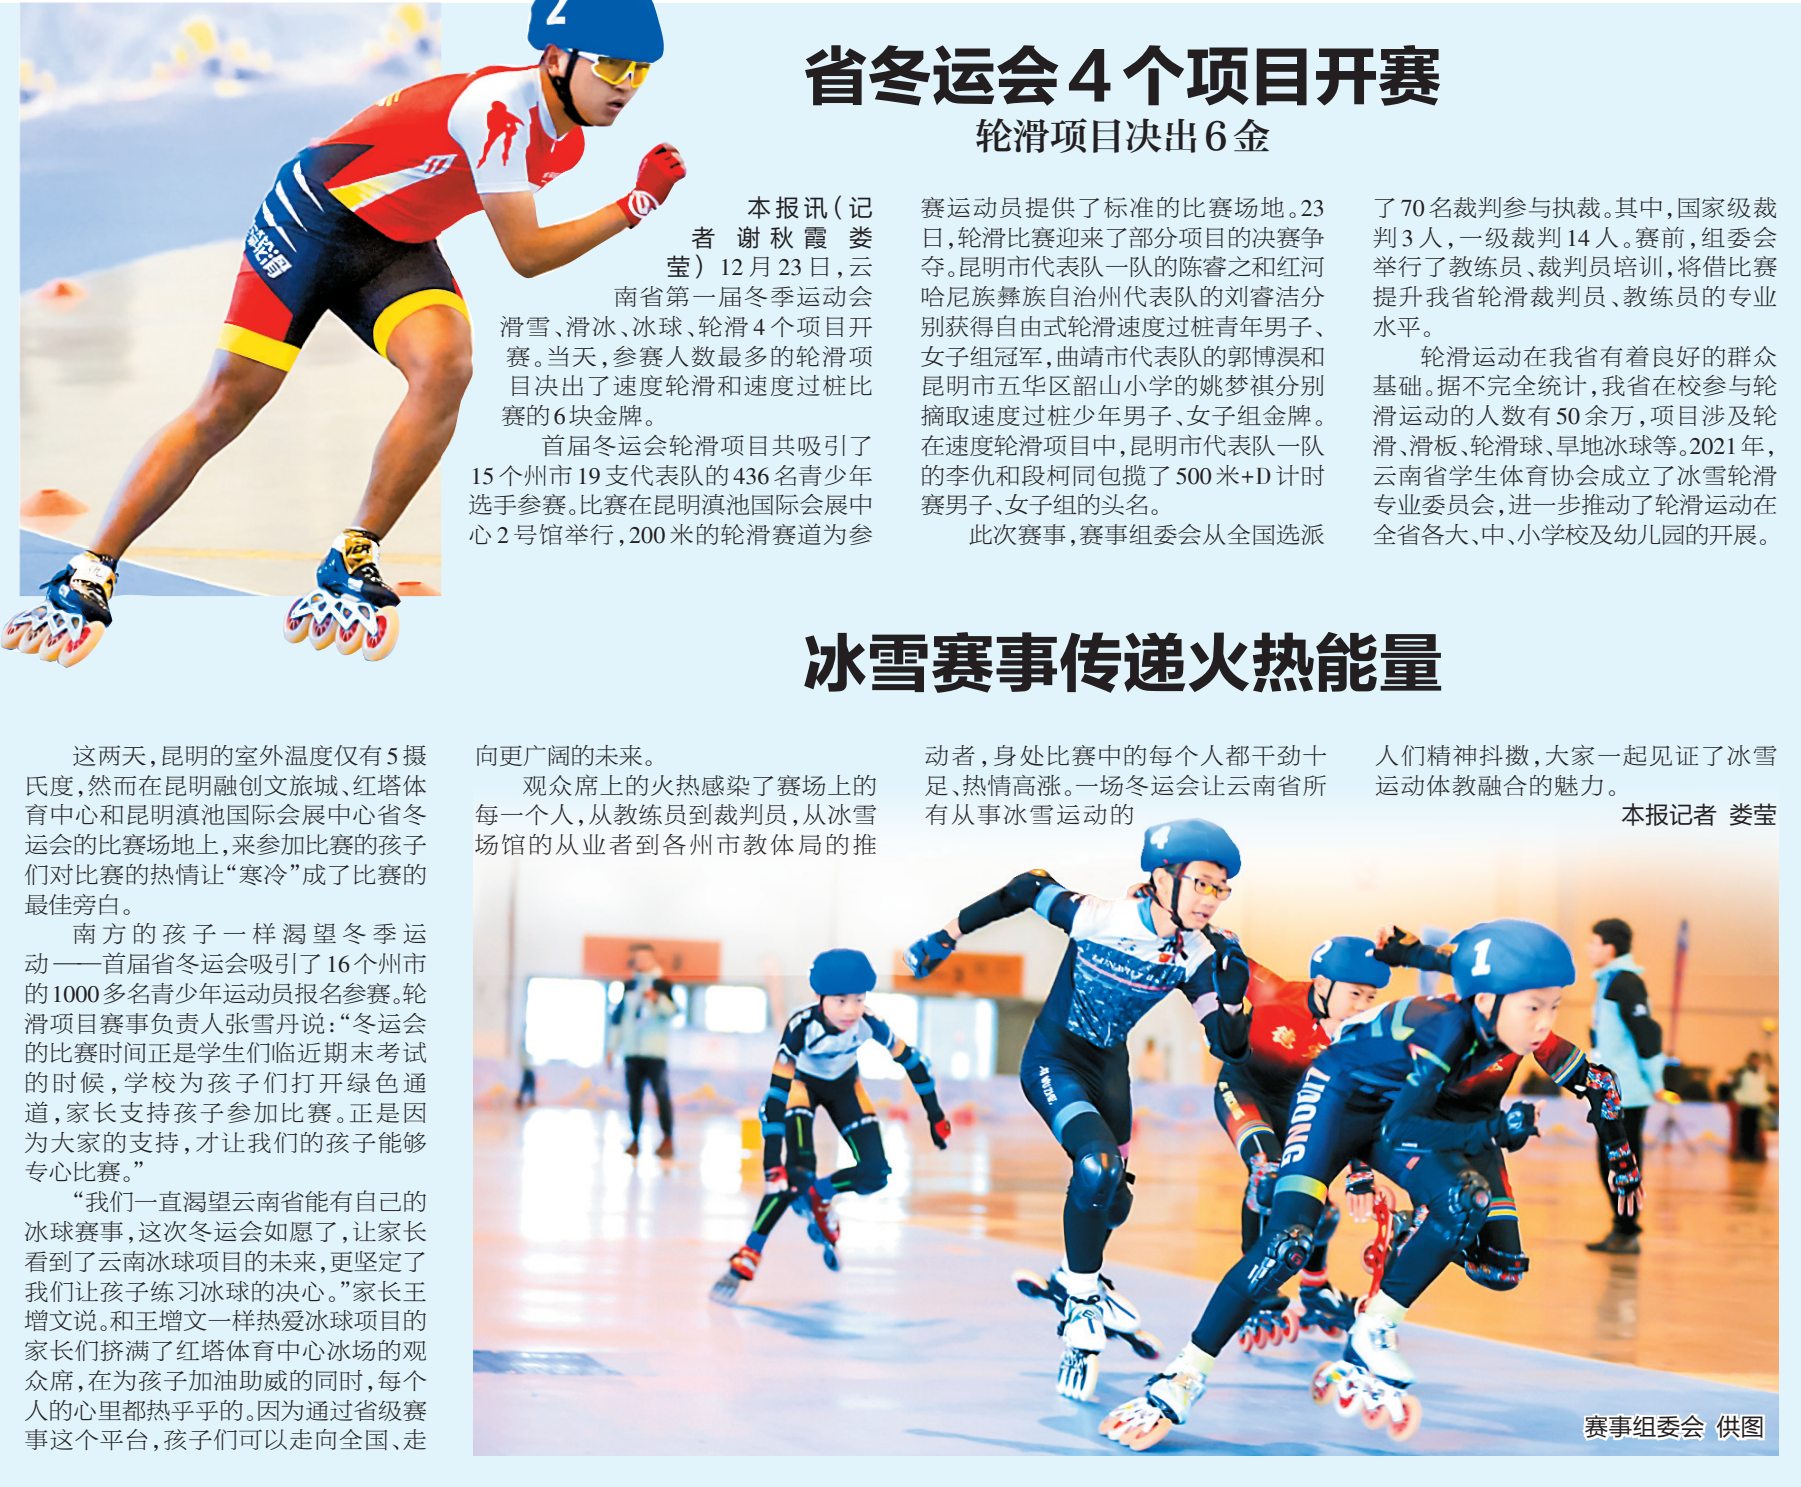 省冬运会4个项目开赛
轮滑项目决出6金
本报讯（记
者 谢秋霞 娄
莹）12月23日，云
南省第一届冬季运动会
滑雪、滑冰、冰球、轮滑4个项目开
赛。当天，参赛人数最多的轮滑项
目决出了速度轮滑和速度过桩比
赛的6块金牌。
首届冬运会轮滑项目共吸引了
15个州市19支代表队的436名青少年
选手参赛。比赛在昆明滇池国际会展中
心2号馆举行，200米的轮滑赛道为参
赛运动员提供了标准的比赛场地。23
日，轮滑比赛迎来了部分项目的决赛争
夺。昆明市代表队一队的陈睿之和红河
哈尼族彝族自治州代表队的刘睿洁分
别获得自由式轮滑速度过桩青年男子、
女子组冠军，曲靖市代表队的郭博淏和
昆明市五华区韶山小学的姚梦祺分别
摘取速度过桩少年男子、女子组金牌。
在速度轮滑项目中，昆明市代表队一队
的李仇和段柯同包揽了500米+D计时
赛男子、女子组的头名。
此次赛事，赛事组委会从全国选派
了70名裁判参与执裁。其中，国家级裁
判3人，一级裁判14人。赛前，组委会
举行了教练员、裁判员培训，将借比赛
提升我省轮滑裁判员、教练员的专业
水平。
轮滑运动在我省有着良好的群众
基础。据不完全统计，我省在校参与轮
滑运动的人数有50余万，项目涉及轮
滑、滑板、轮滑球、旱地冰球等。2021年，
云南省学生体育协会成立了冰雪轮滑
专业委员会，进一步推动了轮滑运动在
全省各大、中、小学校及幼儿园的开展。
2
轮滑
冰雪赛事传递火热能量
这两天，昆明的室外温度仅有5摄
氏度，然而在昆明融创文旅城、红塔体
育中心和昆明滇池国际会展中心省冬
运会的比赛场地上，来参加比赛的孩子
们对比赛的热情让“寒冷”成了比赛的
最佳旁白。
南方的孩子一样渴望冬季运
动——首届省冬运会吸引了16个州市
的1000多名青少年运动员报名参赛。轮
滑项目赛事负责人张雪丹说：“冬运会
的比赛时间正是学生们临近期末考试
的时候，学校为孩子们打开绿色通
道，家长支持孩子参加比赛。正是因
为大家的支持，才让我们的孩子能够
专心比赛。”
“我们一直渴望云南省能有自己的
冰球赛事，这次冬运会如愿了，让家长
看到了云南冰球项目的未来，更坚定了
我们让孩子练习冰球的决心。”家长王
增文说。和王增文一样热爱冰球项目的
家长们挤满了红塔体育中心冰场的观
众席，在为孩子加油助威的同时，每个
人的心里都热乎乎的。因为通过省级赛
事这个平台，孩子们可以走向全国、走
向更广阔的未来。
观众席上的火热感染了赛场上的
每一个人，从教练员到裁判员，从冰雪
场馆的从业者到各州市教体局的推
动者，身处比赛中的每个人都干劲十
足、热情高涨。一场冬运会让云南省所
有从事冰雪运动的
人们精神抖擞，大家一起见证了冰雪
运动体教融合的魅力。
本报记者 娄莹
4
2
1
赛事组委会 供图